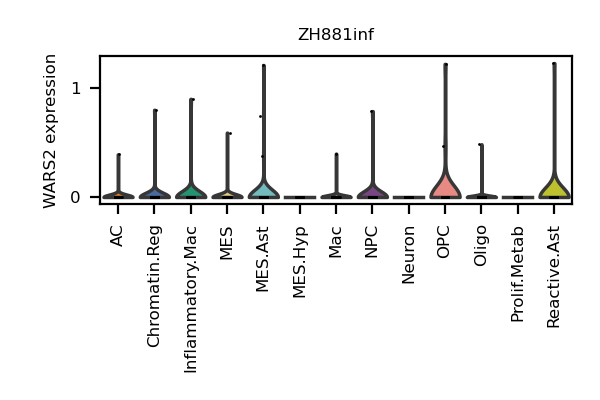 ZH881inf
WARS2 expression
1
0
AC
Chromatin.Reg
Inflammatory.Mac
MES
MES.Ast
MES.Hyp
Mac
NPC
Neuron
OPC
Oligo
Prolif.Metab
Reactive.Ast